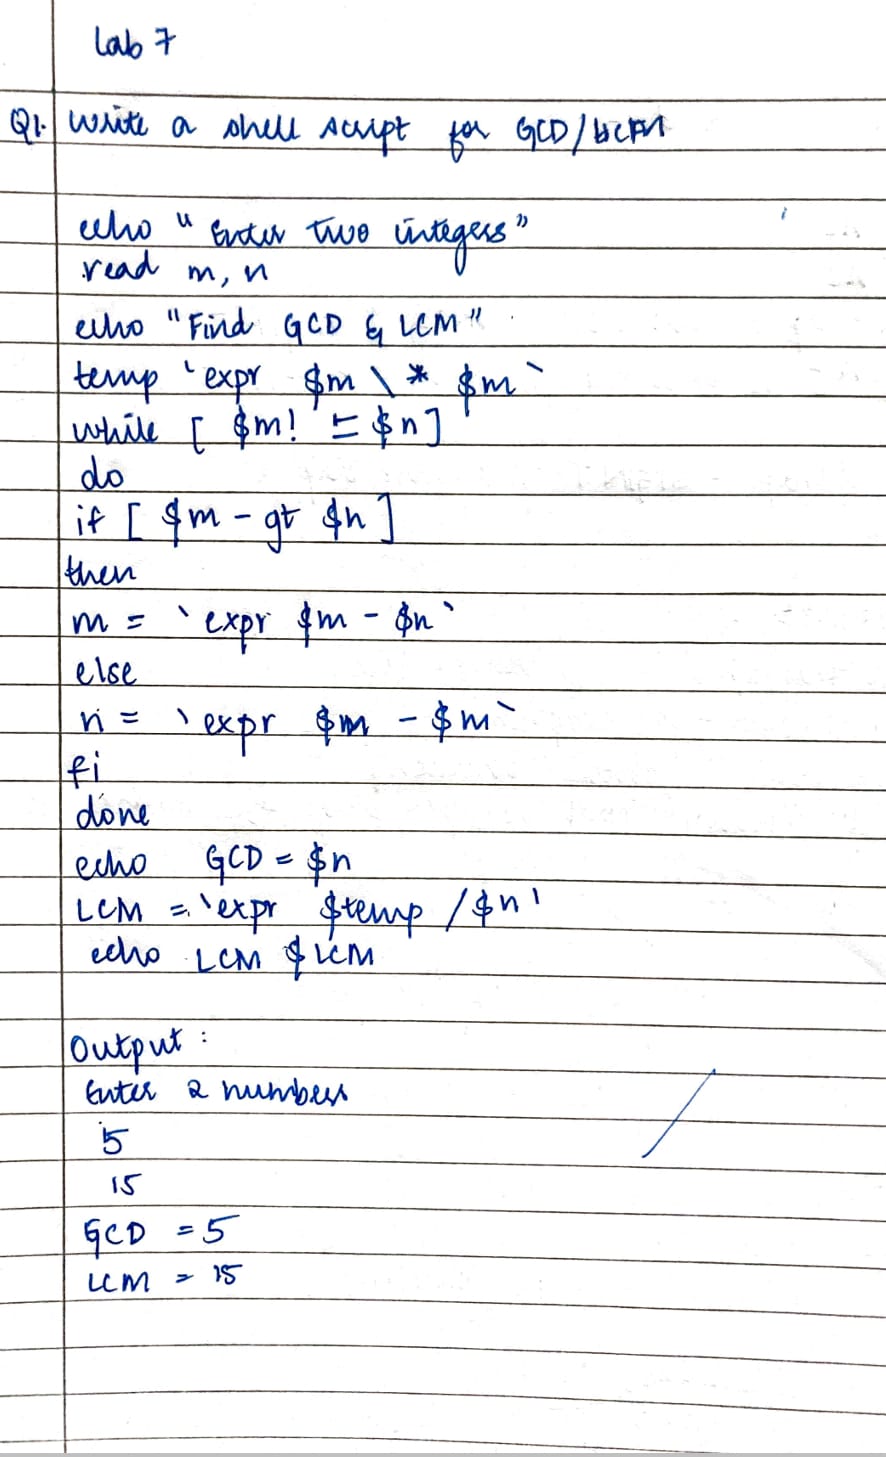 Lab 7
Q1. Write a shell script for GCD/LCM
echo "Enter two integers"
read m, n
echo "Find GCD & LCM"
temp `expr $m \* $m`
while [ $m! = $n]
do
if [ $m - gt $n ]
then
m = `expr $m - $n`
else
n = `expr $m - $m`
fi
done
echo GCD = $n
LCM = `expr $temp / $n'
echo LCM $LCM
Output :
Enter 2 numbers
5
15
GCD = 5
LCM = 15